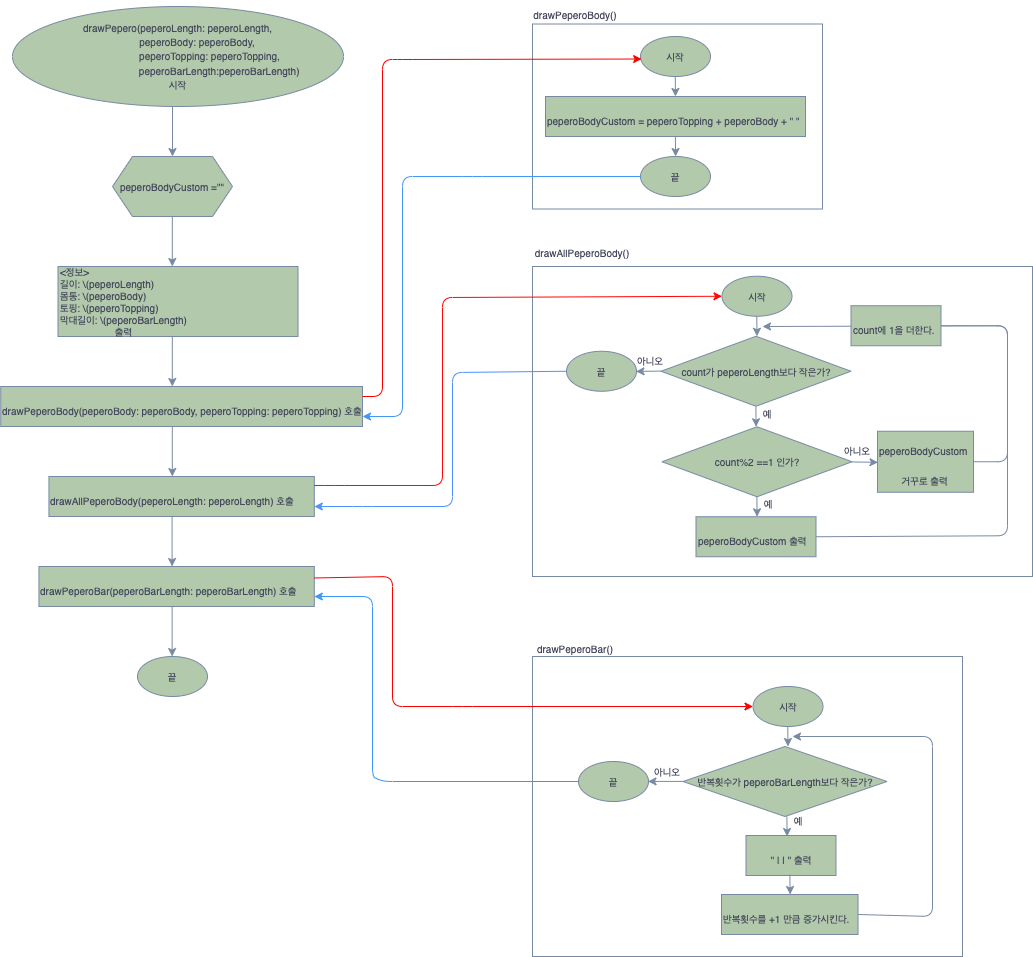 drawPepero(peperoLength: peperoLength,
peperoBody: peperoBody,
peperoTopping: peperoTopping,
peperoBarLength:peperoBarLength)
시작
peperoBodyCustom =""
<정보>
길이: \(peperoLength)
몸통: \(peperoBody)
토핑: \(peperoTopping)
막대길이: \(peperoBarLength)
출력
drawPeperoBody(peperoBody: peperoBody, peperoTopping: peperoTopping) 호출
drawAllPeperoBody(peperoLength: peperoLength) 호출
drawPeperoBar(peperoBarLength: peperoBarLength) 호출
끝
drawPeperoBody()
시작
peperoBodyCustom = peperoTopping + peperoBody + " "
끝
drawAllPeperoBody()
시작
count에 1을 더한다.
count가 peperoLength보다 작은가?
아니오
끝
예
count%2 ==1 인가?
아니오
peperoBodyCustom
거꾸로 출력
예
peperoBodyCustom 출력
drawPeperoBar()
시작
반복횟수가 peperoBarLength보다 작은가?
아니오
끝
예
" l l " 출력
반복횟수를 +1 만큼 증가시킨다.